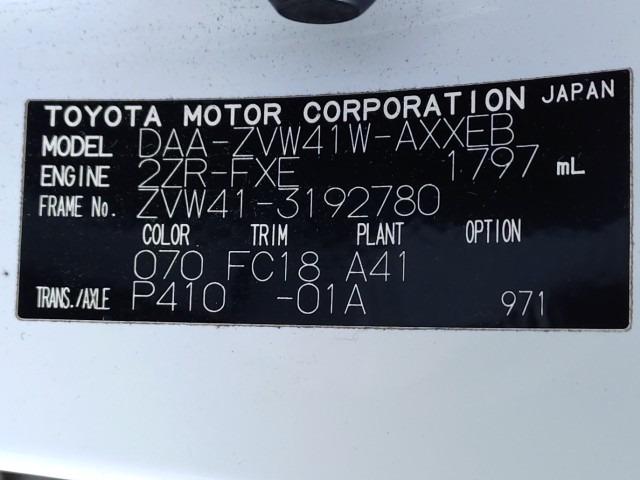 TOYOTA MOTOR CORPORATION JAPAN
MODEL DAA-ZVW41W-AXXEB
ENGINE 2ZR-FXE 1797 mL
FRAME No. ZVW41-3192780
COLOR TRIM PLANT OPTION
070 FC18 A41
TRANS./AXLE P410 -01A 971